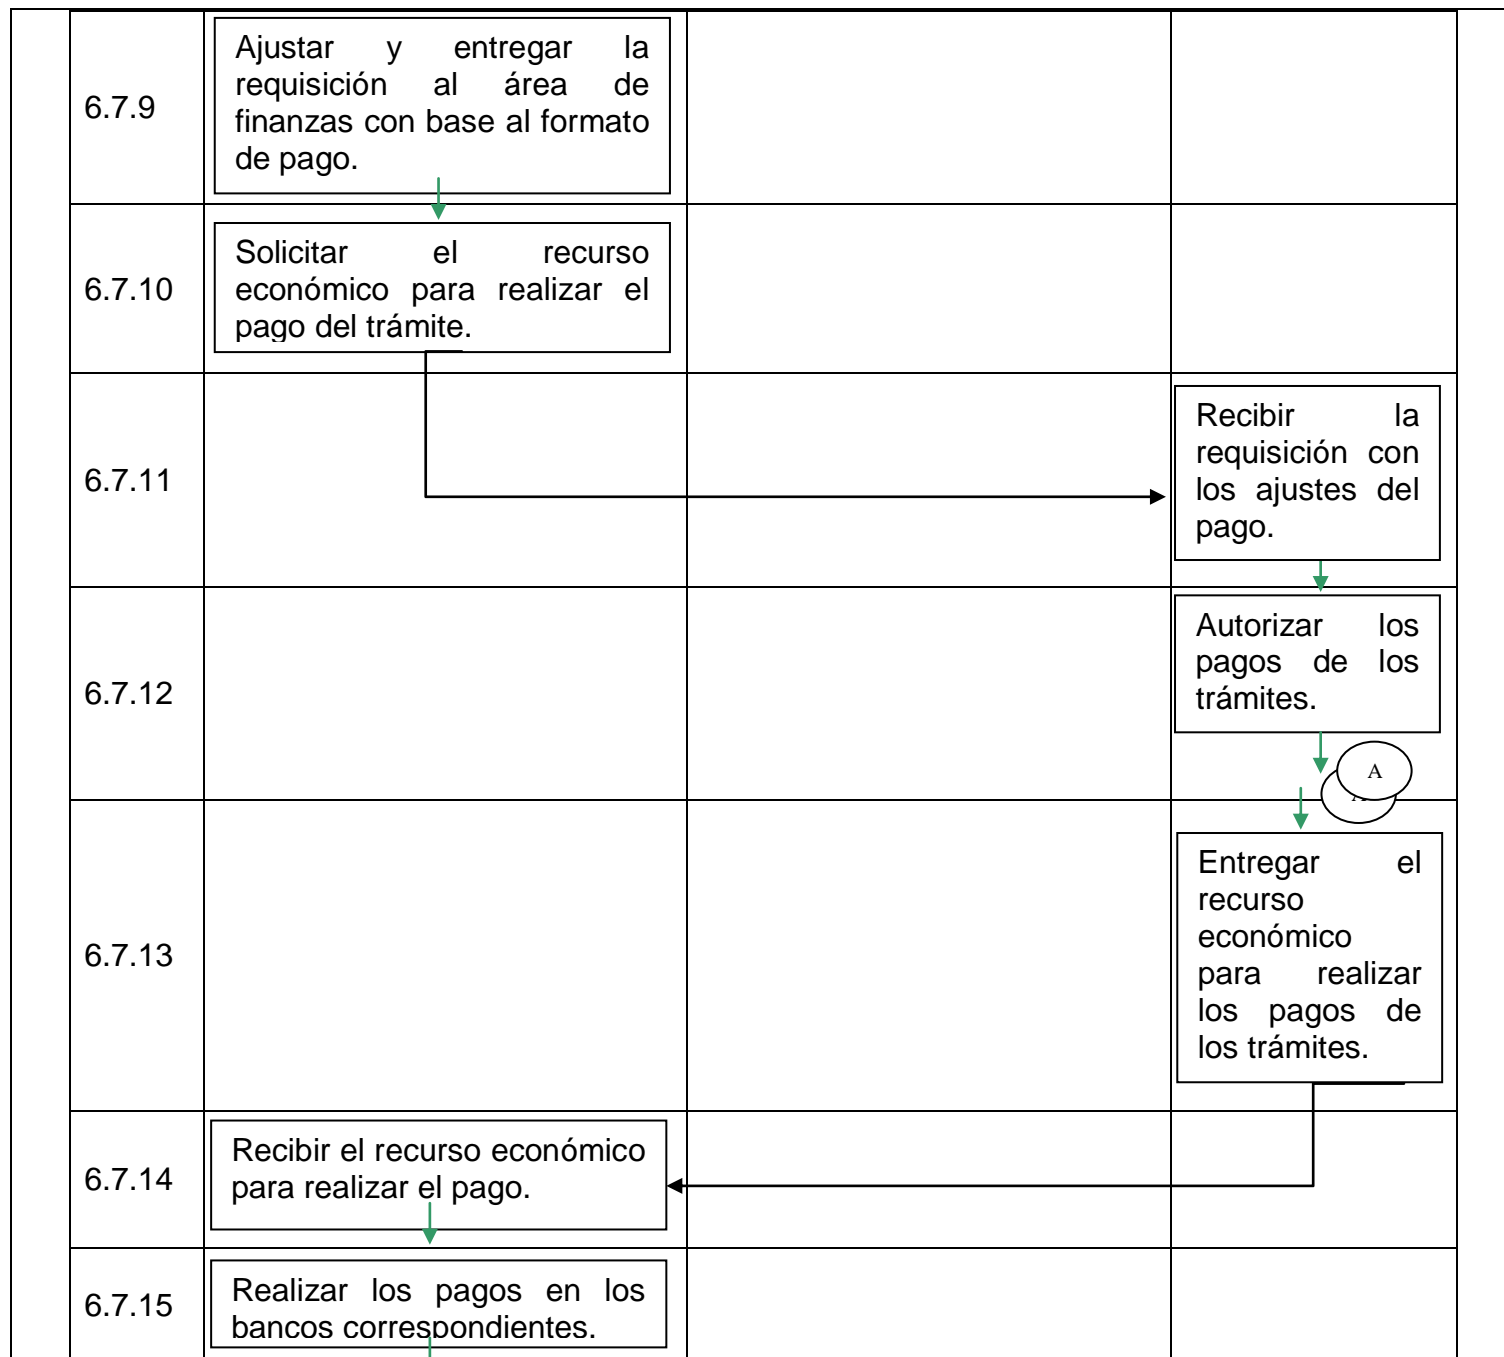 6.7.9
Ajustar y entregar la
requisición al área de
finanzas con base al formato
de pago.
6.7.10
Solicitar el recurso
económico para realizar el
pago del trámite.
6.7.11
Recibir la
requisición con
los ajustes del
pago.
6.7.12
Autorizar los
pagos de los
trámites.
A
6.7.13
Entregar el
recurso
económico
para realizar
los pagos de
los trámites.
6.7.14
Recibir el recurso económico
para realizar el pago.
6.7.15
Realizar los pagos en los
bancos correspondientes.